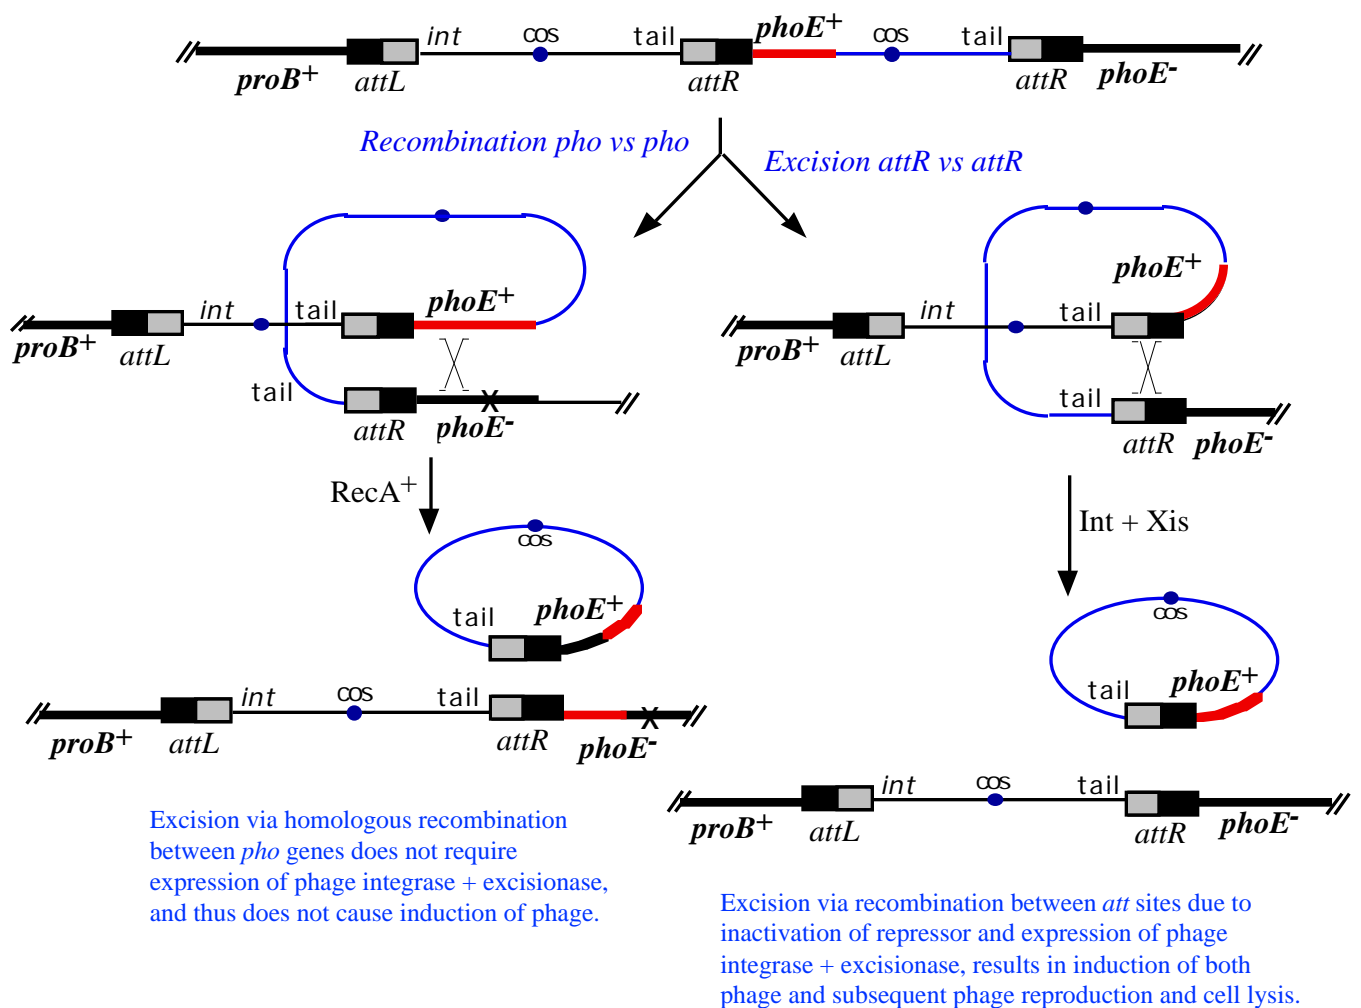 int cos tail phoE+ cos tail
proB+ attL attR attR phoE-
Recombination pho vs pho
Excision attR vs attR
int tail phoE+
proB+ attL
tail
attR phoE-
phoE+
int tail
proB+ attL
tail
attR phoE-
RecA+
Int + Xis
cos
tail phoE+
int cos tail
proB+ attL attR phoE-
cos
tail phoE+
int cos tail
proB+ attL attR phoE-
Excision via homologous recombination
between pho genes does not require
expression of phage integrase + excisionase,
and thus does not cause induction of phage.
Excision via recombination between att sites due to
inactivation of repressor and expression of phage
integrase + excisionase, results in induction of both
phage and subsequent phage reproduction and cell lysis.